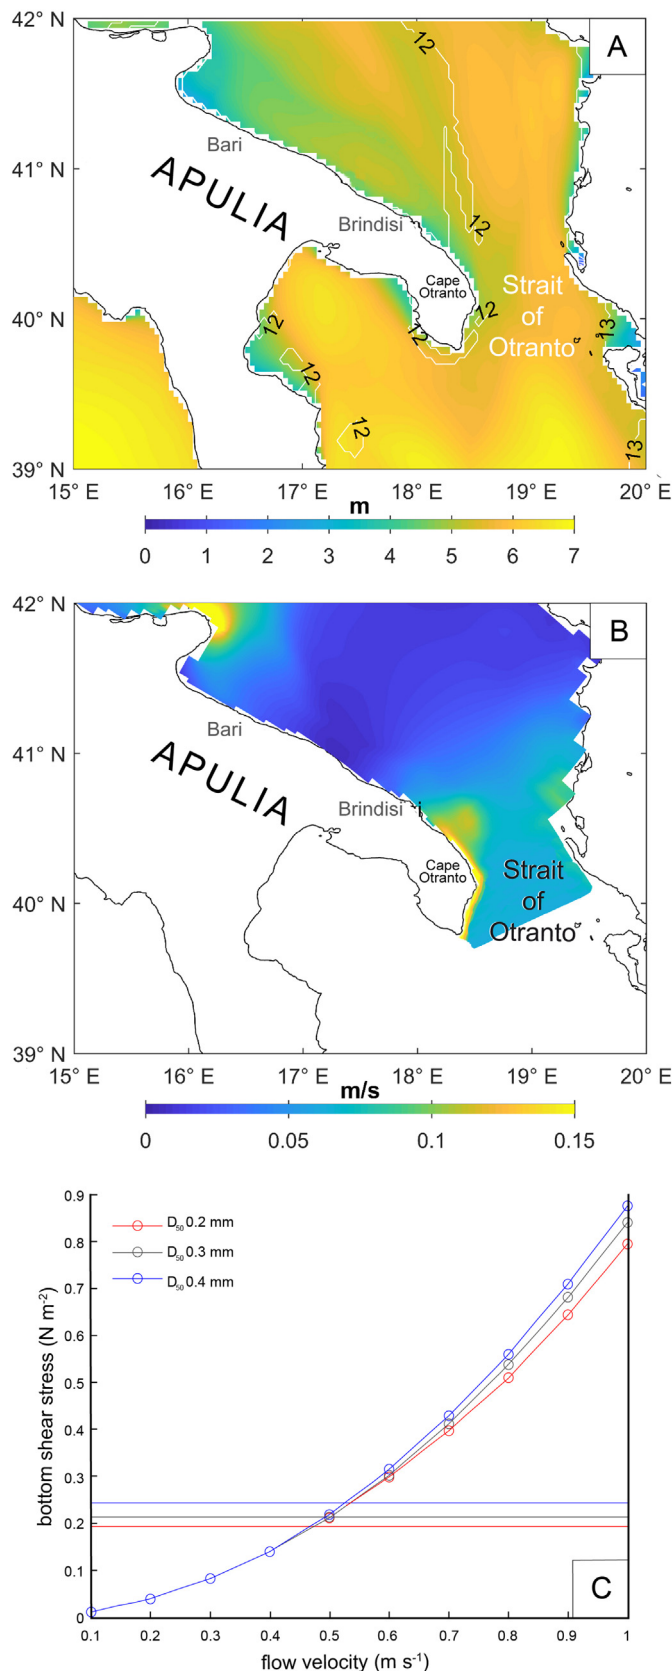 42° N
A
12
Bari
41° N
APULIA
Brindisi
12
Cape
Otranto
Strait
of
Otranto
12
13
12
12
40° N
12
12
13
39° N
15° E
16° E
17° E
18° E
19° E
20° E
m
0
1
2
3
4
5
6
7
42° N
B
Bari
41° N
APULIA
Brindisi
Cape
Otranto
Strait
of
Otranto
40° N
39° N
15° E
16° E
17° E
18° E
19° E
20° E
m/s
0
0.05
0.1
0.15
0.9
0.8
0.7
0.6
0.5
0.4
0.3
0.2
0.1
0
bottom shear stress (N m⁻²)
D₅₀ 0.2 mm
D₅₀ 0.3 mm
D₅₀ 0.4 mm
C
0.1
0.2
0.3
0.4
0.5
0.6
0.7
0.8
0.9
1
flow velocity (m s⁻¹)